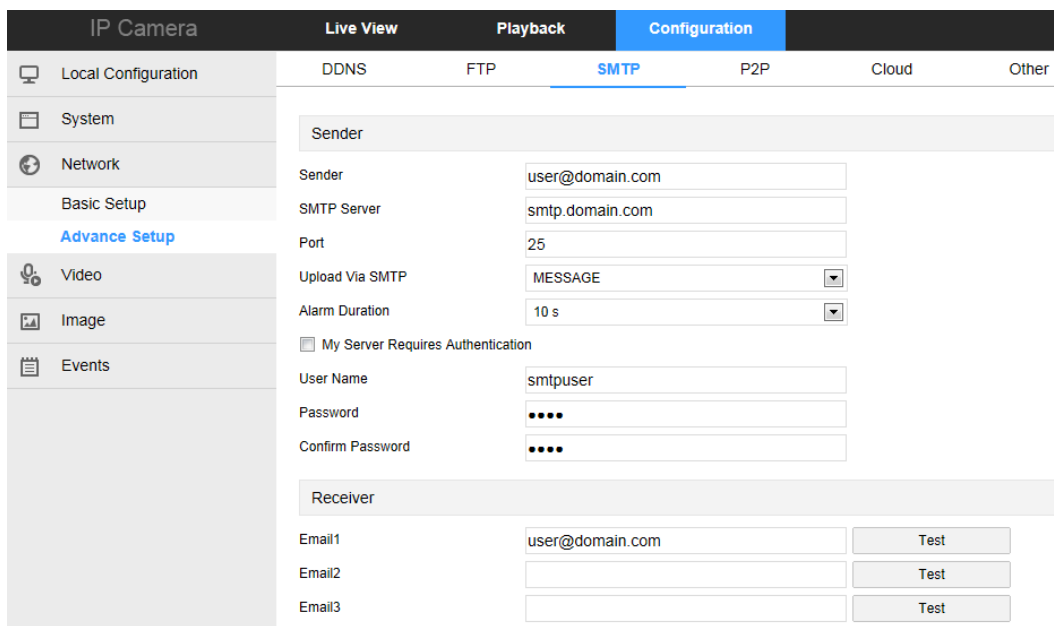 IP Camera Live View Playback Configuration
Local Configuration
System
Network
Basic Setup
Advance Setup
Video
Image
Events
DDNS FTP SMTP P2P Cloud Other
Sender
Sender user@domain.com
SMTP Server smtp.domain.com
Port 25
Upload Via SMTP MESSAGE
Alarm Duration 10 s
My Server Requires Authentication
User Name smtpuser
Password ••••
Confirm Password ••••
Receiver
Email1 user@domain.com Test
Email2 Test
Email3 Test